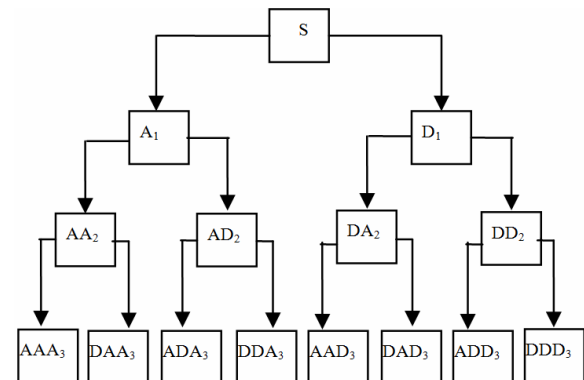 S
A₁ D₁
AA₂ AD₂ DA₂ DD₂
AAA₃ DAA₃ ADA₃ DDA₃ AAD₃ DAD₃ ADD₃ DDD₃